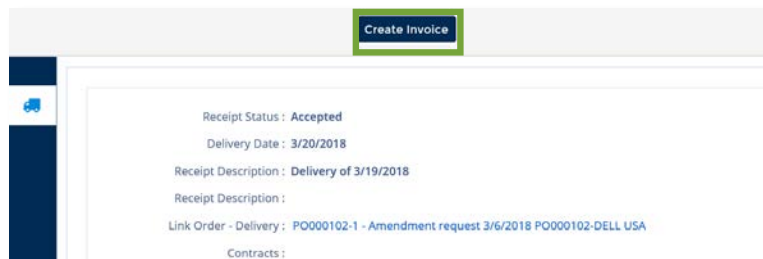 Create Invoice
Receipt Status : Accepted
Delivery Date : 3/20/2018
Receipt Description : Delivery of 3/19/2018
Receipt Description :
Link Order - Delivery : PO000102-1 - Amendment request 3/6/2018 PO000102-DELL USA
Contracts :